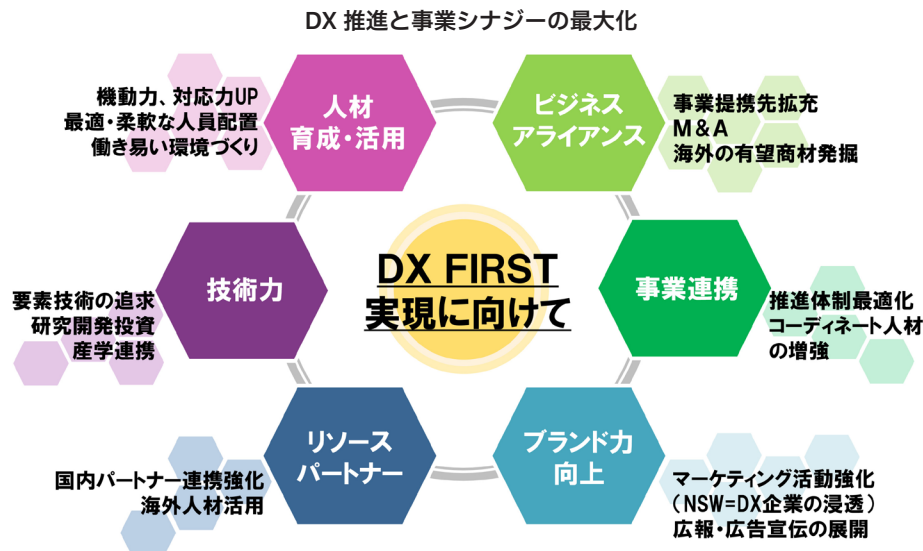 DX 推進と事業シナジーの最大化
機動力、対応力UP
最適・柔軟な人員配置
働き易い環境づくり
人材
育成・活用
ビジネス
アライアンス
事業提携先拡充
M&A
海外の有望商材発掘
要素技術の追求
研究開発投資
産学連携
技術力
DX FIRST
実現に向けて
事業連携
推進体制最適化
コーディネート人材
の増強
国内パートナー連携強化
海外人材活用
リソース
パートナー
ブランド力
向上
マーケティング活動強化
(NSW=DX企業の浸透)
広報・広告宣伝の展開